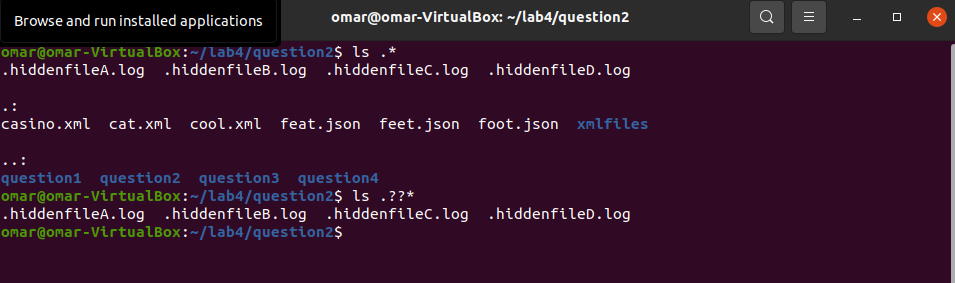 Browse and run installed applications
omar@omar-VirtualBox: ~/lab4/question2
omar@omar-VirtualBox:~/lab4/question2$ ls .*
.hiddenfileA.log  .hiddenfileB.log  .hiddenfileC.log  .hiddenfileD.log
.:
casino.xml  cat.xml  cool.xml  feat.json  feet.json  foot.json  xmlfiles
..:
question1  question2  question3  question4
omar@omar-VirtualBox:~/lab4/question2$ ls .??*
.hiddenfileA.log  .hiddenfileB.log  .hiddenfileC.log  .hiddenfileD.log
omar@omar-VirtualBox:~/lab4/question2$